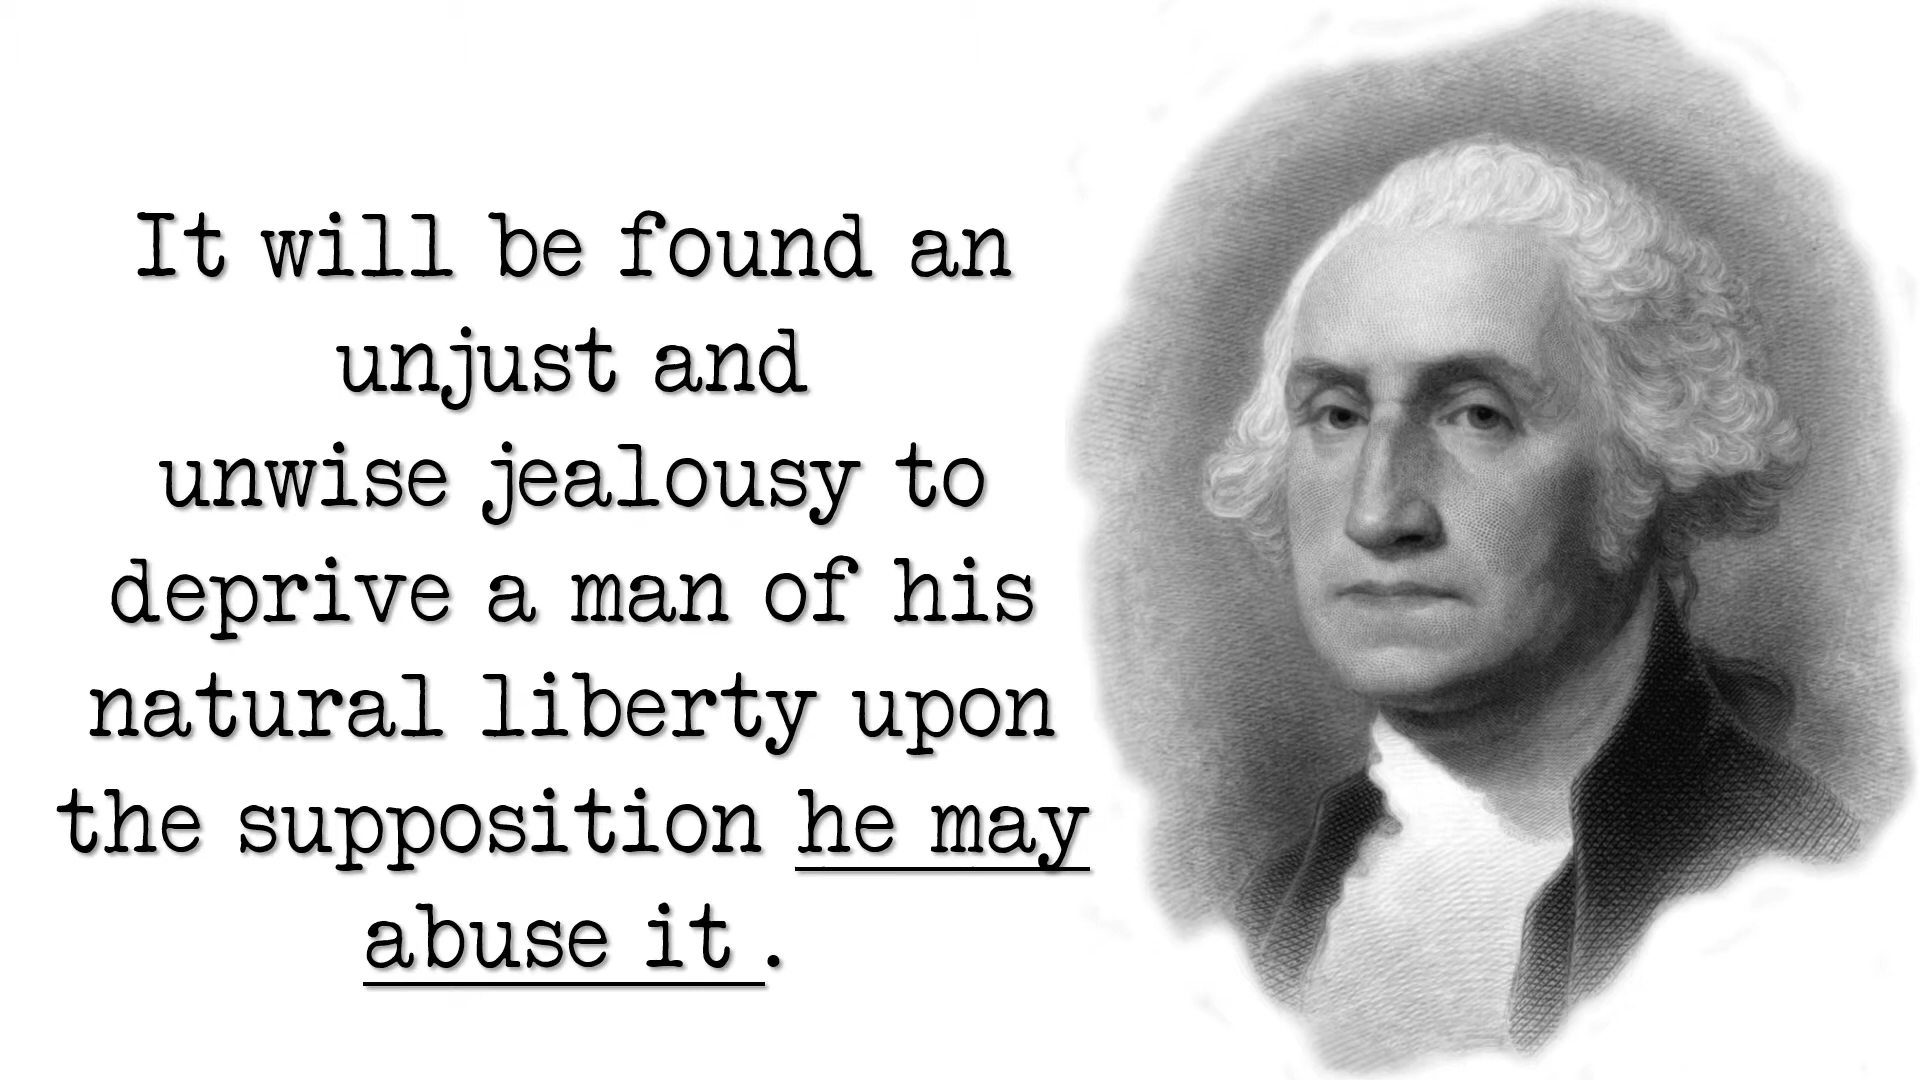 It will be found an
unjust and
unwise jealousy to
deprive a man of his
natural liberty upon
the supposition he may
abuse it .